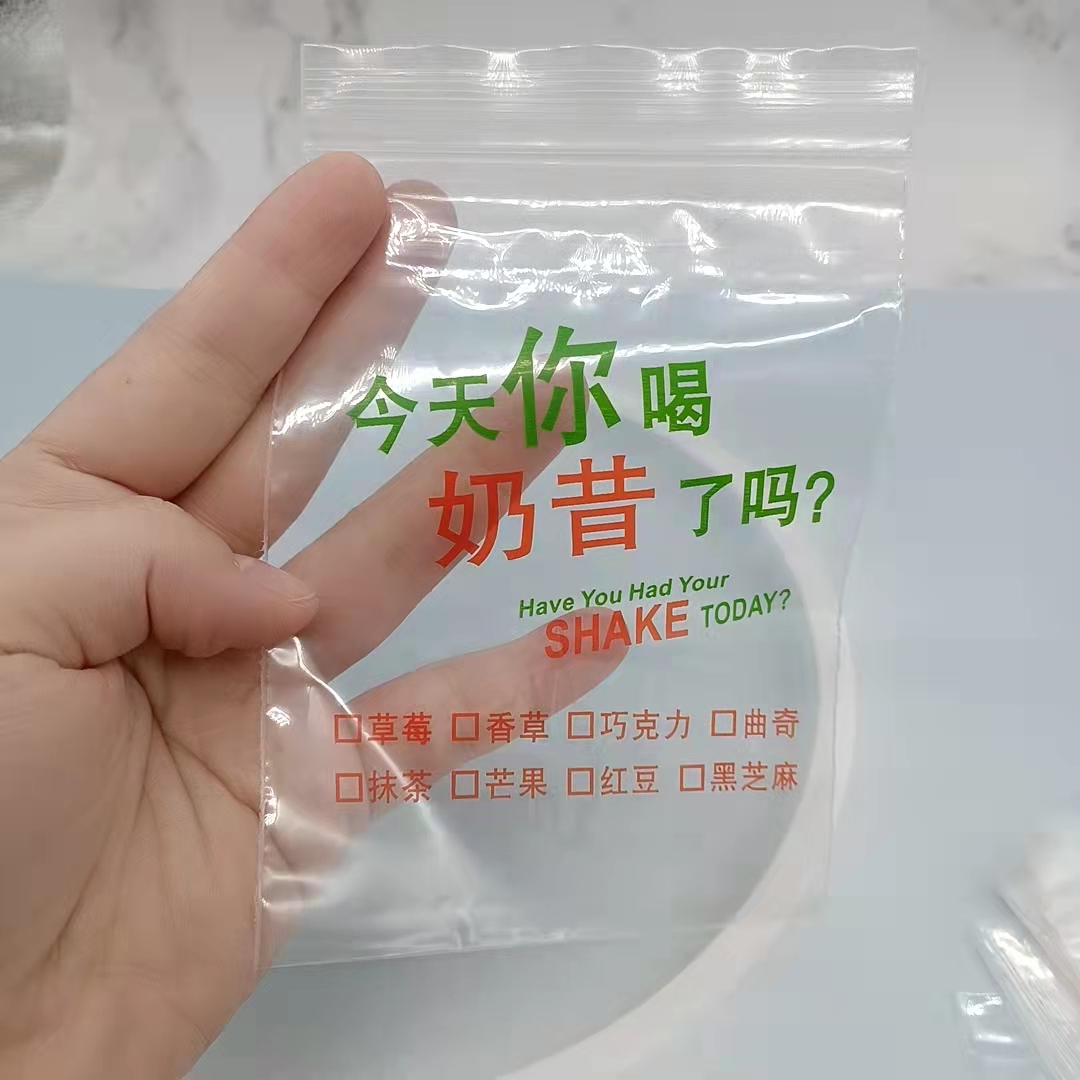 今天你喝
奶昔了吗?
Have You Had Your
SHAKE TODAY?
□草莓 □香草 □巧克力 □曲奇
□抹茶 □芒果 □红豆 □黑芝麻